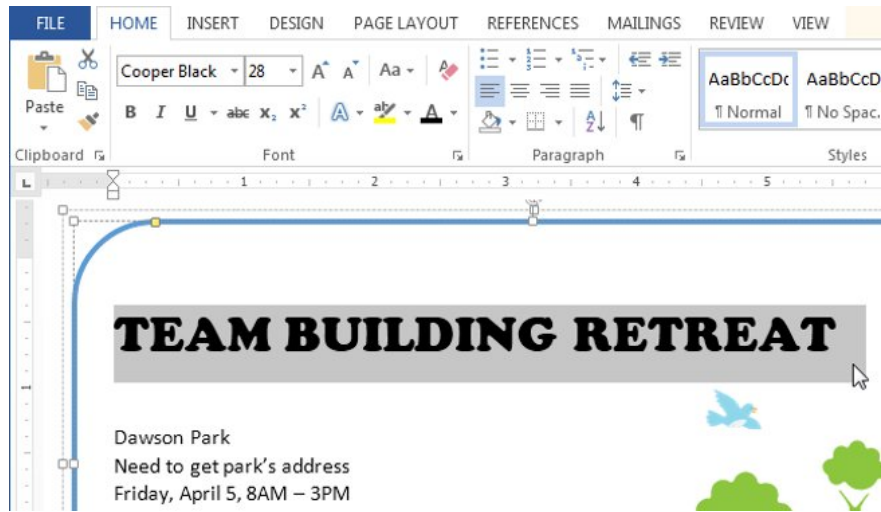 FILE HOME INSERT DESIGN PAGE LAYOUT REFERENCES MAILINGS REVIEW VIEW
Cooper Black 28 A A Aa
AaBbCcDc AaBbCcD
Paste
B I U abc X₂ X² A ab A
A Z ¶
¶ Normal ¶ No Spac.
Clipboard Font Paragraph Styles
L 1 2 3 4 5
TEAM BUILDING RETREAT
1
Dawson Park
Need to get park's address
Friday, April 5, 8AM – 3PM